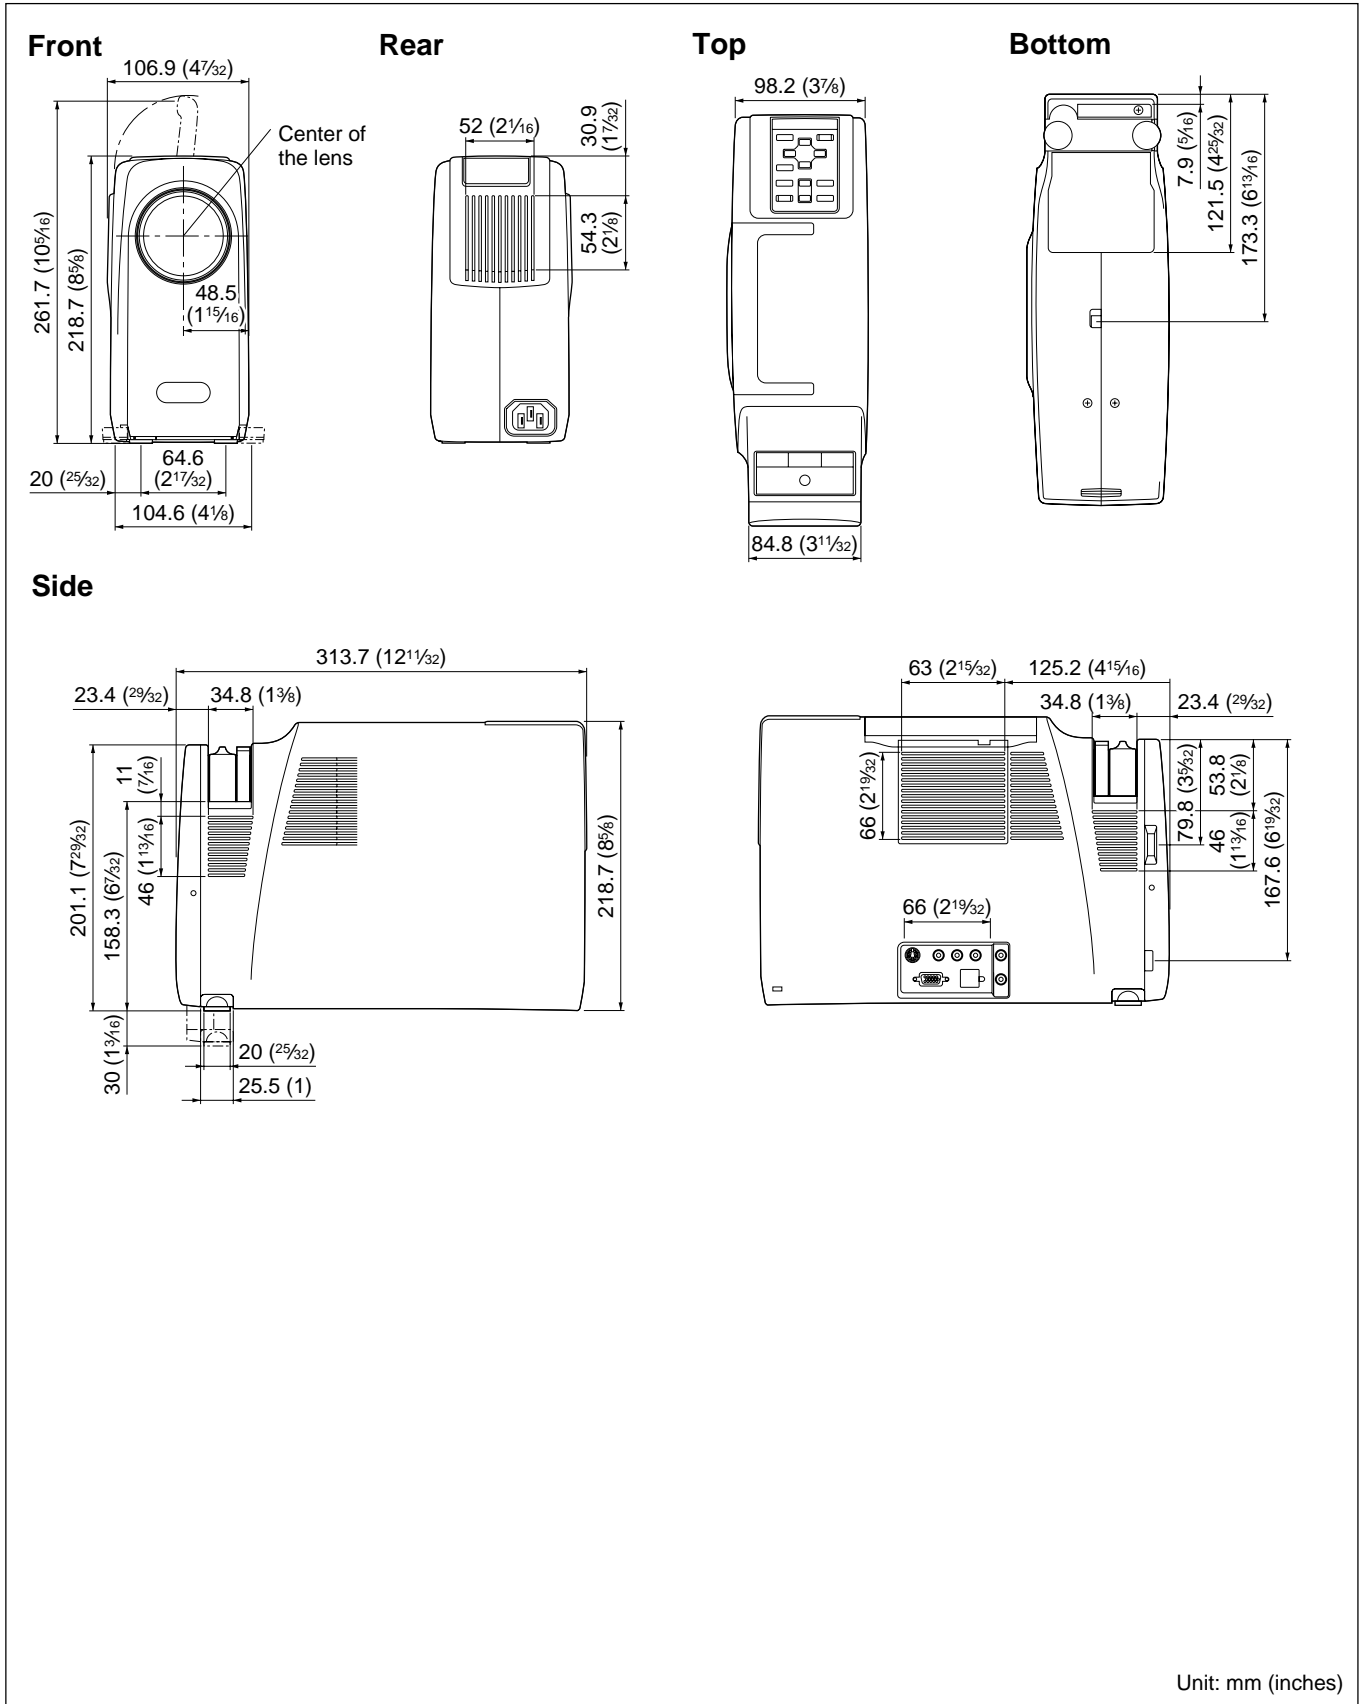 Front
Rear
Top
Bottom
106.9 (4 7/32)
Center of
the lens
261.7 (10 5/16)
218.7 (8 5/8)
48.5
(1 15/16)
64.6
(2 17/32)
20 (25/32)
104.6 (4 1/8)
52 (2 1/16)
30.9
(1 7/32)
54.3
(2 1/8)
98.2 (3 7/8)
84.8 (3 11/32)
7.9 (5/16)
121.5 (4 25/32)
173.3 (6 13/16)
Side
313.7 (12 11/32)
23.4 (29/32)
34.8 (1 3/8)
11
(7/16)
46 (1 13/16)
158.3 (6 7/32)
201.1 (7 29/32)
218.7 (8 5/8)
30 (1 3/16)
20 (25/32)
25.5 (1)
63 (2 15/32)
125.2 (4 15/16)
34.8 (1 3/8)
23.4 (29/32)
66 (2 19/32)
79.8 (3 5/32)
53.8
(2 1/8)
46
(1 13/16)
167.6 (6 19/32)
66 (2 19/32)
Unit: mm (inches)